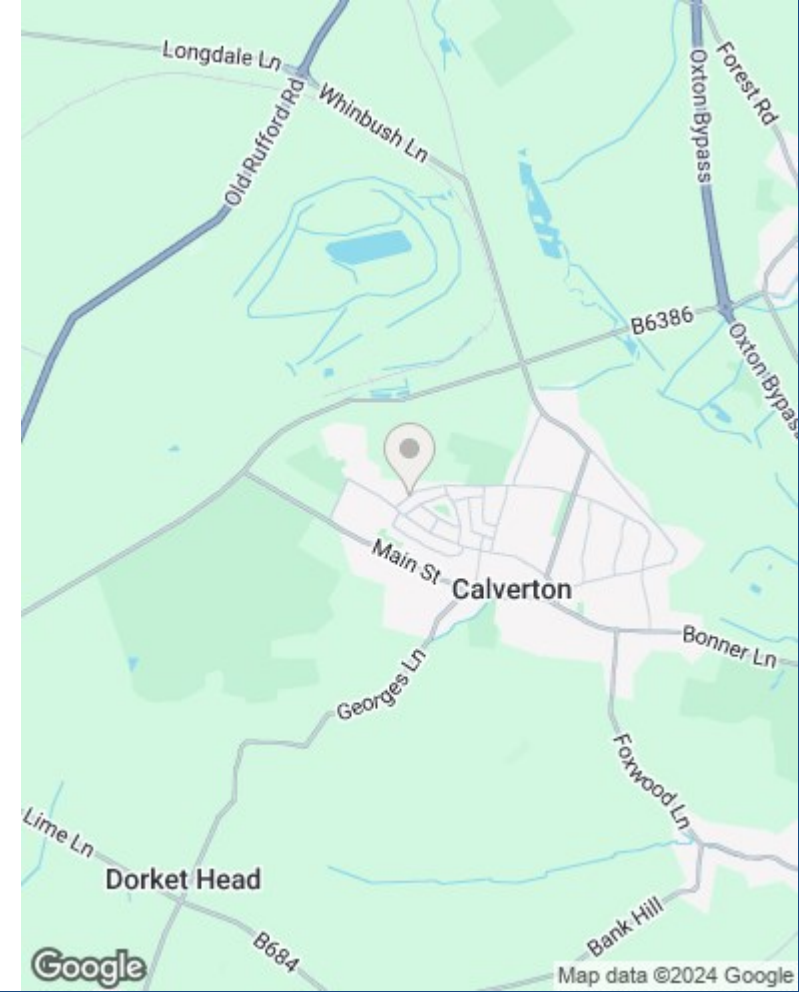 Longdale Ln
Whinbush Ln
Old Rufford Rd
Oxton Bypass
Forest Rd
B6386
Oxton Bypass
Main St
Calverton
Bonner Ln
Georges Ln
Foxwood Ln
Lime Ln
Dorket Head
B684
Bank Hill
Google
Map data ©2024 Google